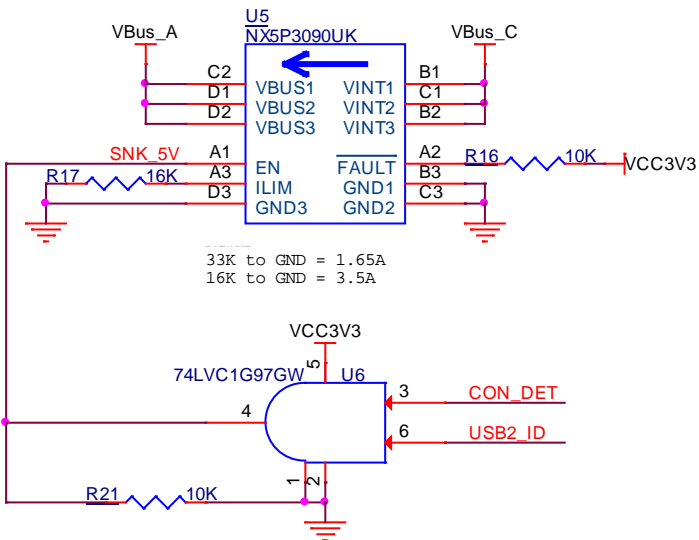 U5
NX5P3090UK
VBus_A
VBus_C
C2 VBUS1 VINT1 B1
D1 VBUS2 VINT2 C1
D2 VBUS3 VINT3 B2
SNK_5V A1 EN FAULT A2 R16 10K VCC3V3
R17 16K A3 ILIM GND1 B3
D3 GND3 GND2 C3
33K to GND = 1.65A
16K to GND = 3.5A
VCC3V3
5
74LVC1G97GW U6
4
3 CON_DET
6 USB2_ID
1
2
R21 10K